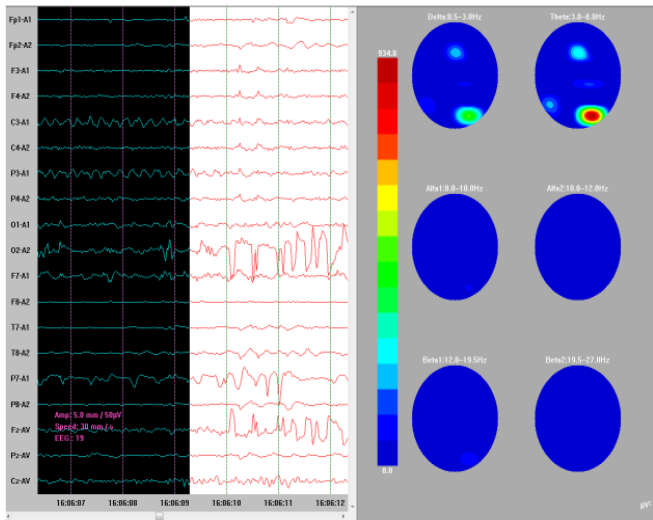 Fp1-A1
Fp2-A2
F3-A1
F4-A2
C3-A1
C4-A2
P3-A1
P4-A2
O1-A1
O2-A2
F7-A1
F8-A2
T7-A1
T8-A2
P7-A1
P8-A2
Fz-AV
Pz-AV
Cz-AV
Amp: 5.0 mm / 50µV
Speed: 30 mm / s
EEG: 19
16:06:07 16:06:08 16:06:09 16:06:10 16:06:11 16:06:12
934.8
0.0
Delta:0.5-3.0Hz Theta:3.0-8.0Hz
Alfa1:8.0-10.0Hz Alfa2:10.0-12.0Hz
Beta1:12.0-19.5Hz Beta2:19.5-27.0Hz